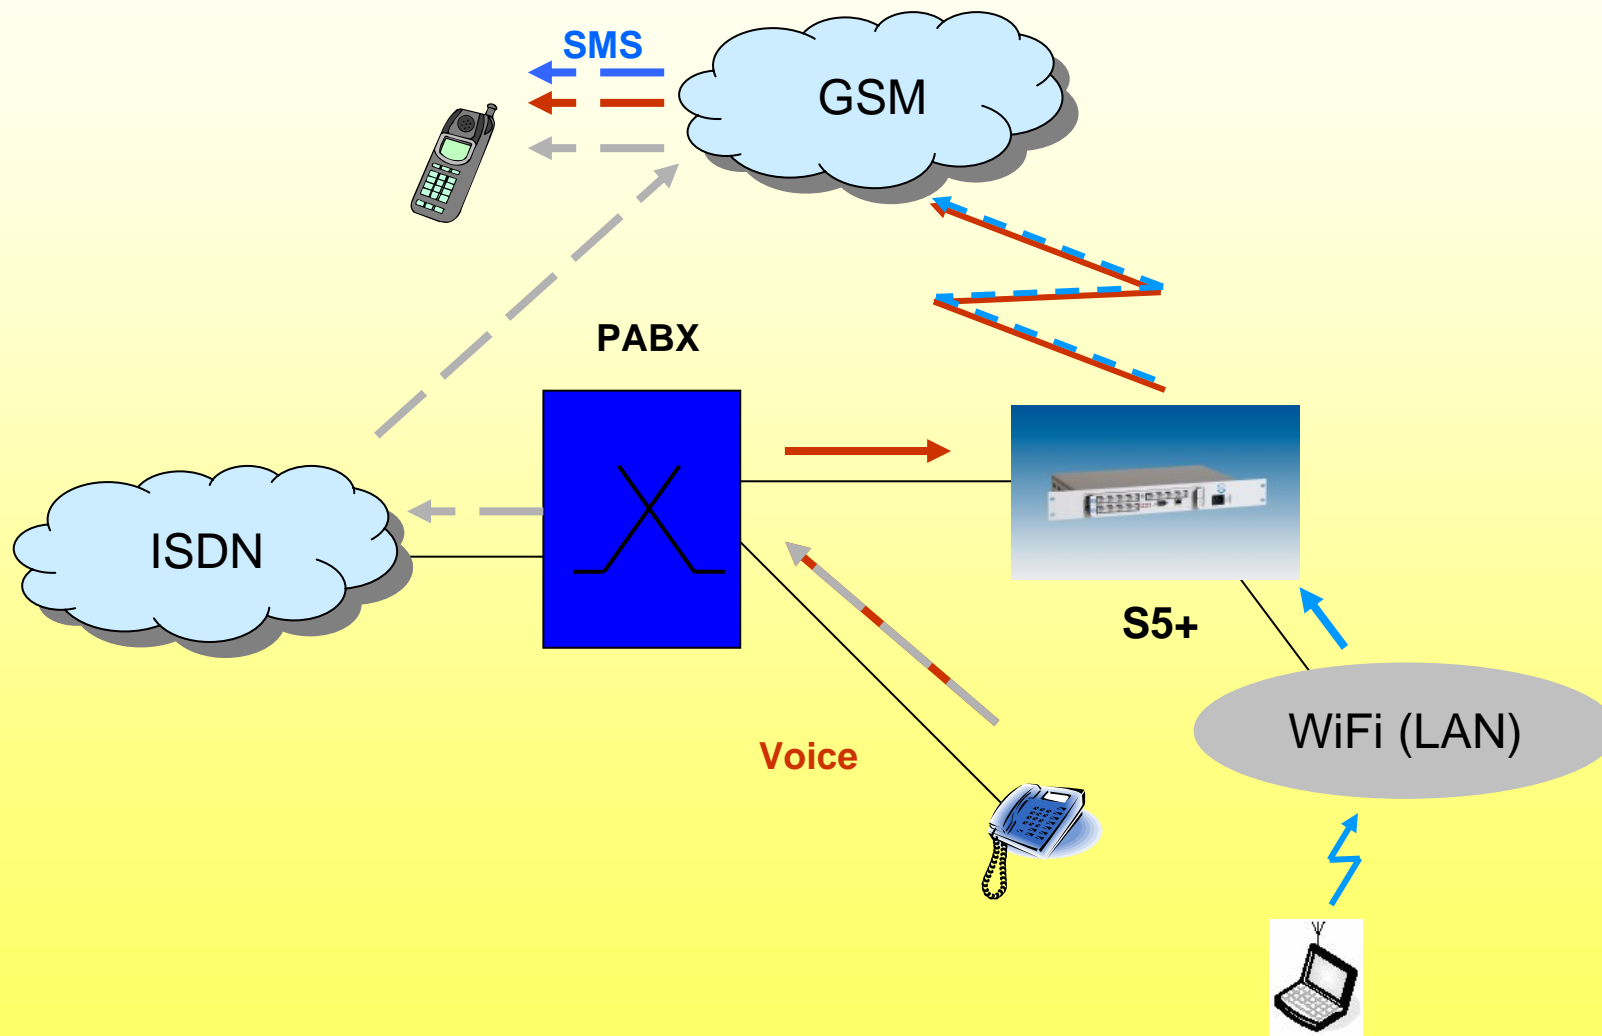 SMS
GSM
PABX
ISDN
S5+
WiFi (LAN)
Voice